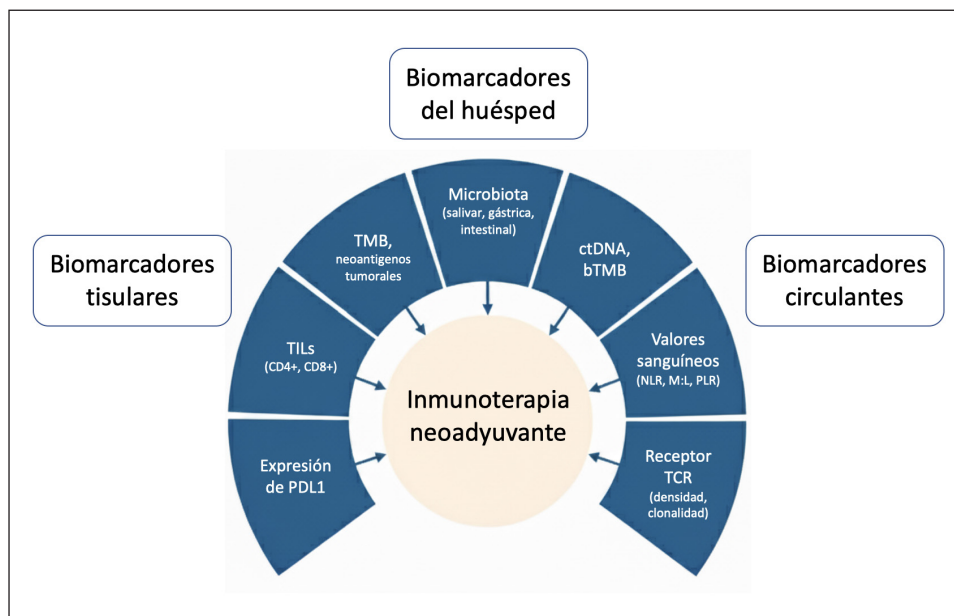 Biomarcadores
del huésped
Biomarcadores
tisulares
Biomarcadores
circulantes
Expresión
de PDL1
TILs
(CD4+, CD8+)
TMB,
neoantigenos
tumorales
Microbiota
(salivar, gástrica,
intestinal)
ctDNA,
bTMB
Valores
sanguíneos
(NLR, M:L, PLR)
Receptor
TCR
(densidad,
clonalidad)
Inmunoterapia
neoadyuvante